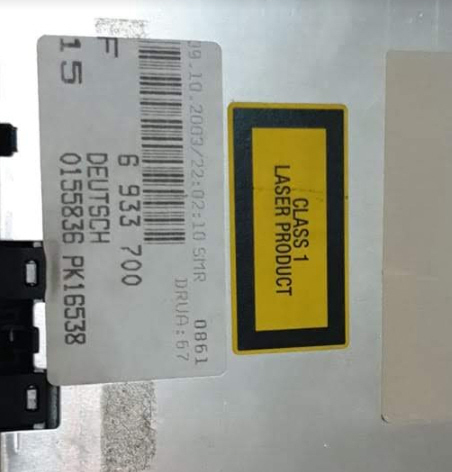 09.10.2003/22:02:10 SMR 0861
DRUA:67
6 933 700
F DEUTSCH
15 0155836 PK16538
CLASS 1
LASER PRODUCT